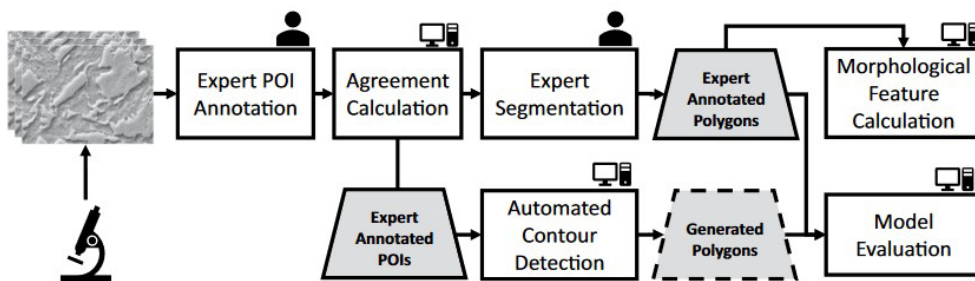 Expert POI
Annotation
Agreement
Calculation
Expert
Segmentation
Expert
Annotated
Polygons
Morphological
Feature
Calculation
Expert
Annotated
POIs
Automated
Contour
Detection
Generated
Polygons
Model
Evaluation